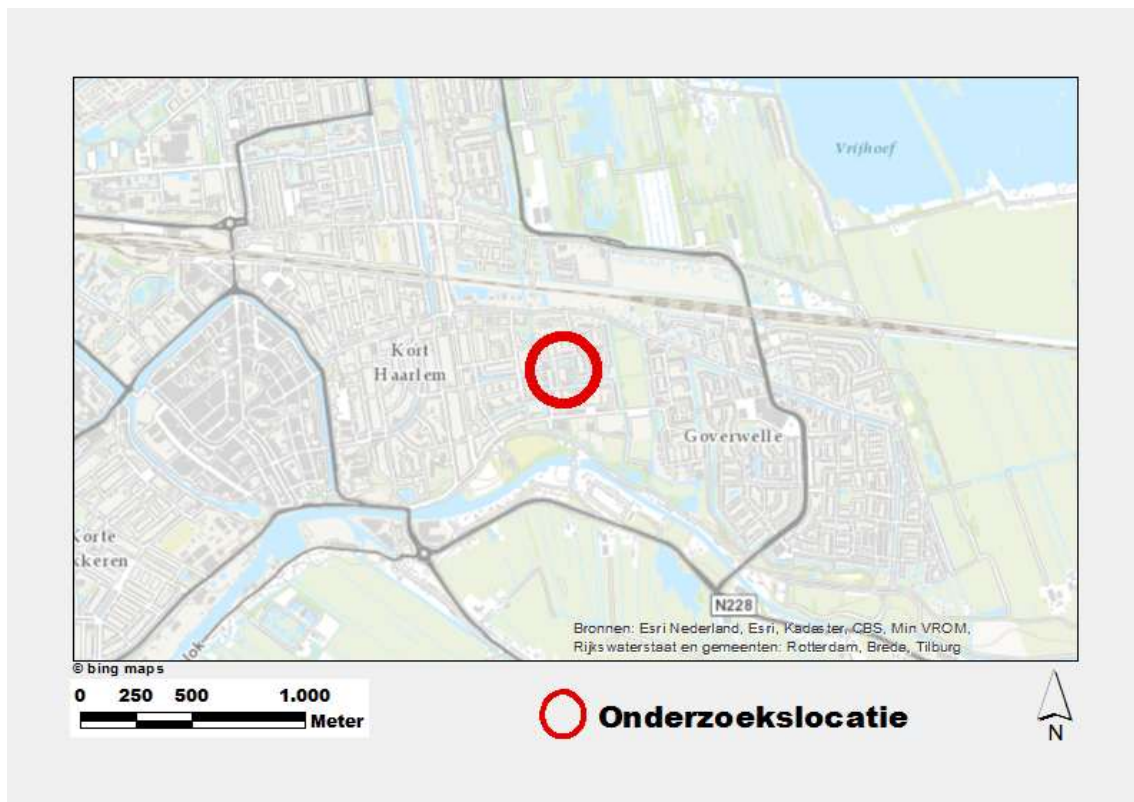 Vrijhoef
Kort
Haarlem
Goverwelle
Korte
kkeren
N228
Bronnen: Esri Nederland, Esri, Kadaster, CBS, Min VROM,
Rijkswaterstaat en gemeenten: Rotterdam, Breda, Tilburg
© bing maps
0 250 500 1.000
Meter
Onderzoekslocatie
N